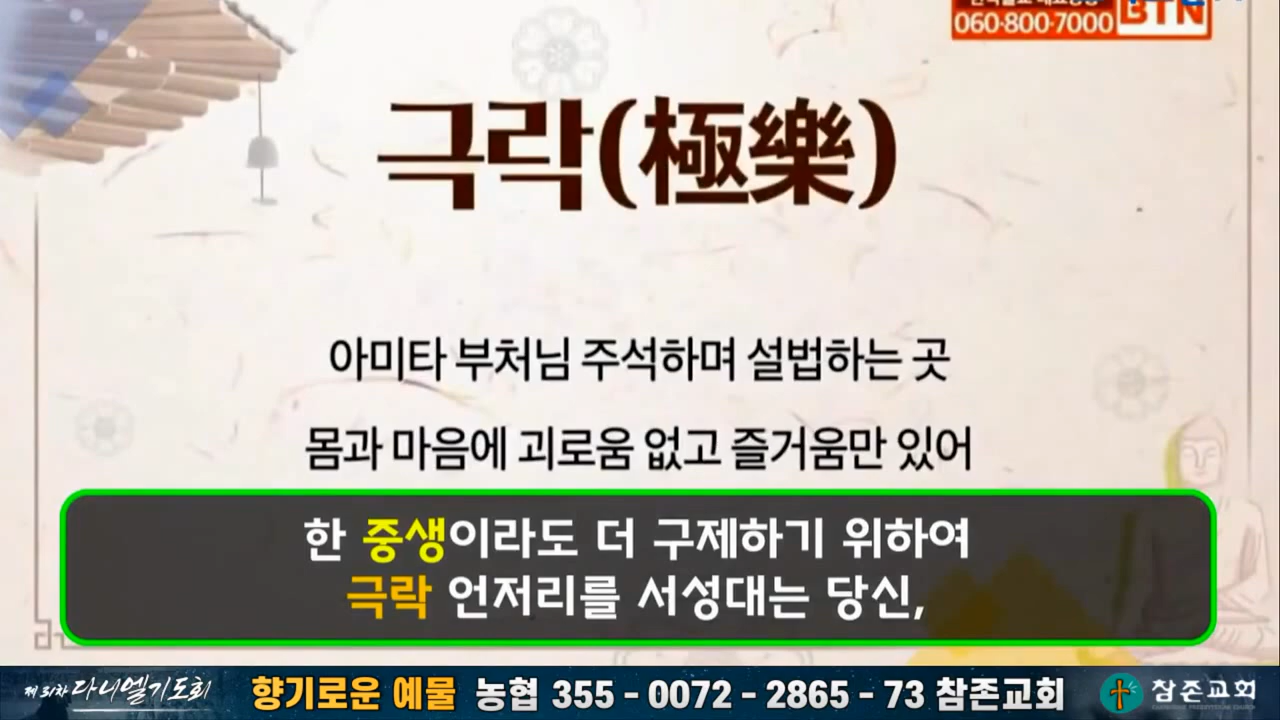 060·800·7000
BTN
극락(極樂)
아미타 부처님 주석하며 설법하는 곳
몸과 마음에 괴로움 없고 즐거움만 있어
한 중생이라도 더 구제하기 위하여
극락 언저리를 서성대는 당신,
제 31차 다니엘기도회
향기로운 예물 농협 355 - 0072 - 2865 - 73 참존교회
참존교회